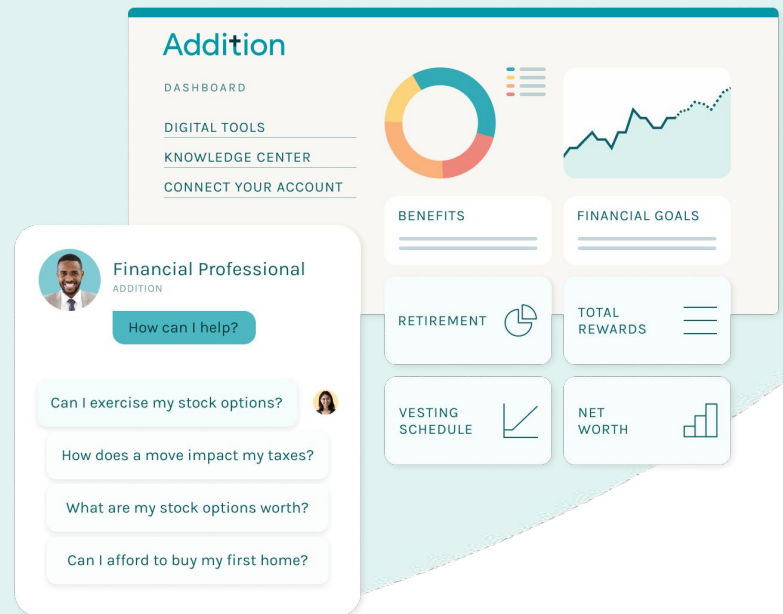 Addition
DASHBOARD
DIGITAL TOOLS
KNOWLEDGE CENTER
CONNECT YOUR ACCOUNT
BENEFITS
FINANCIAL GOALS
RETIREMENT
TOTAL
REWARDS
VESTING
SCHEDULE
NET
WORTH
Financial Professional
ADDITION
How can I help?
Can I exercise my stock options?
How does a move impact my taxes?
What are my stock options worth?
Can I afford to buy my first home?